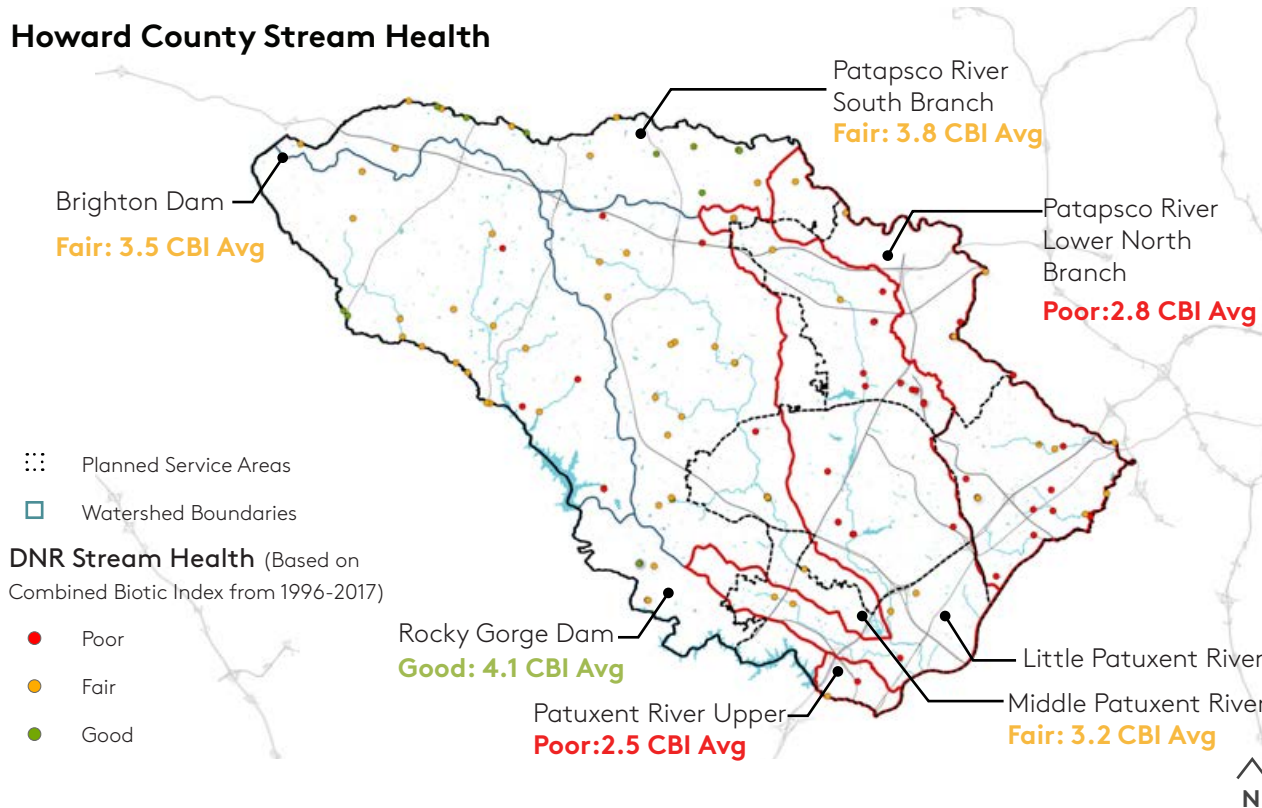 Howard County Stream Health
Patapsco River
South Branch
Fair: 3.8 CBI Avg
Brighton Dam
Fair: 3.5 CBI Avg
Patapsco River
Lower North
Branch
Poor:2.8 CBI Avg
Planned Service Areas
Watershed Boundaries
DNR Stream Health (Based on
Combined Biotic Index from 1996-2017)
Poor
Fair
Good
Rocky Gorge Dam
Good: 4.1 CBI Avg
Patuxent River Upper
Poor:2.5 CBI Avg
Little Patuxent River
Middle Patuxent River
Fair: 3.2 CBI Avg
N